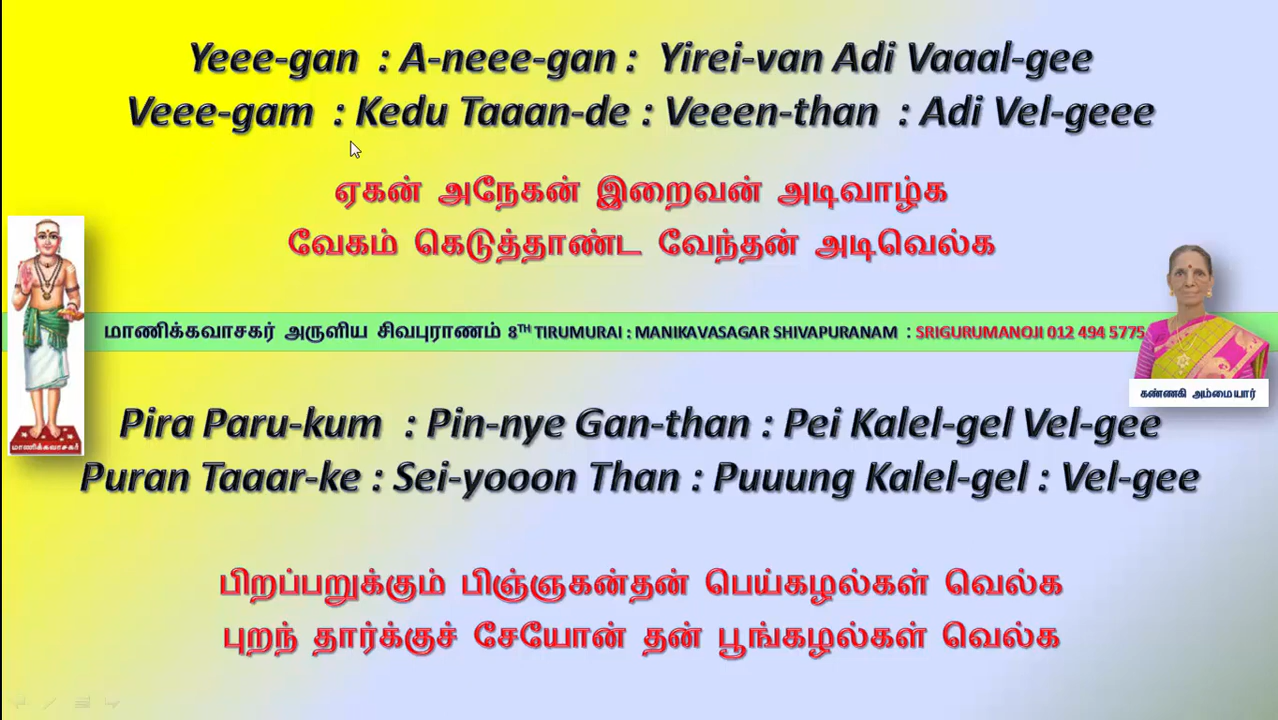 Yeee-gan : A-neee-gan : Yirei-van Adi Vaaal-gee
Veee-gam : Kedu Taaan-de : Veeen-than : Adi Vel-geee
ஏகன் அநேகன் இறைவன் அடிவாழ்க
வேகம் கெடுத்தாண்ட வேந்தன் அடிவெல்க
மாணிக்கவாசகர்
மாணிக்கவாசகர் அருளிய சிவபுராணம் 8TH TIRUMURAI : MANIKAVASAGAR SHIVAPURANAM : SRIGURUMANOJI 012 494 5775
கண்ணகி அம்மையார்
Pira Paru-kum : Pin-nye Gan-than : Pei Kalel-gel Vel-gee
Puran Taaar-ke : Sei-yooon Than : Puuung Kalel-gel : Vel-gee
பிறப்பறுக்கும் பிஞ்ஞகன்தன் பெய்கழல்கள் வெல்க
புறந் தார்க்குச் சேயோன் தன் பூங்கழல்கள் வெல்க